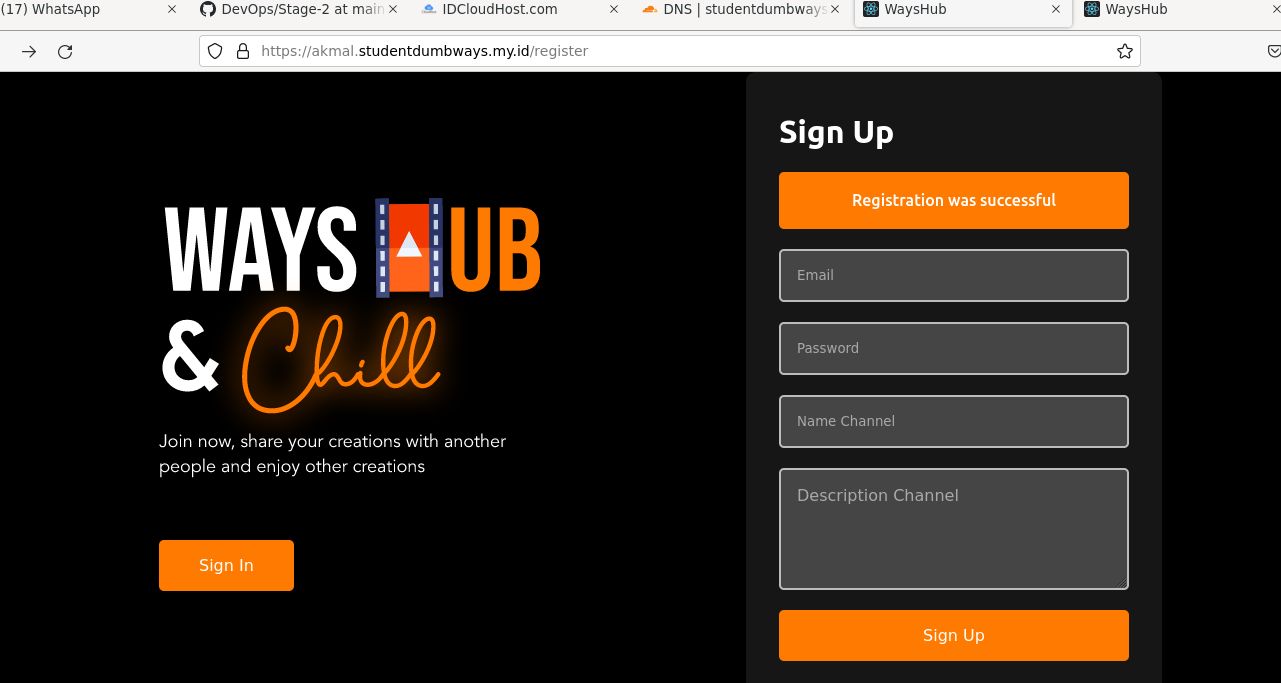 (17) WhatsApp
DevOps/Stage-2 at main
IDCloudHost.com
DNS | studentdumbways
WaysHub
WaysHub
https://akmal.studentdumbways.my.id/register
Sign Up
Registration was successful
WAYS HUB
& Chill
Join now, share your creations with another
people and enjoy other creations
Sign In
Email
Password
Name Channel
Description Channel
Sign Up